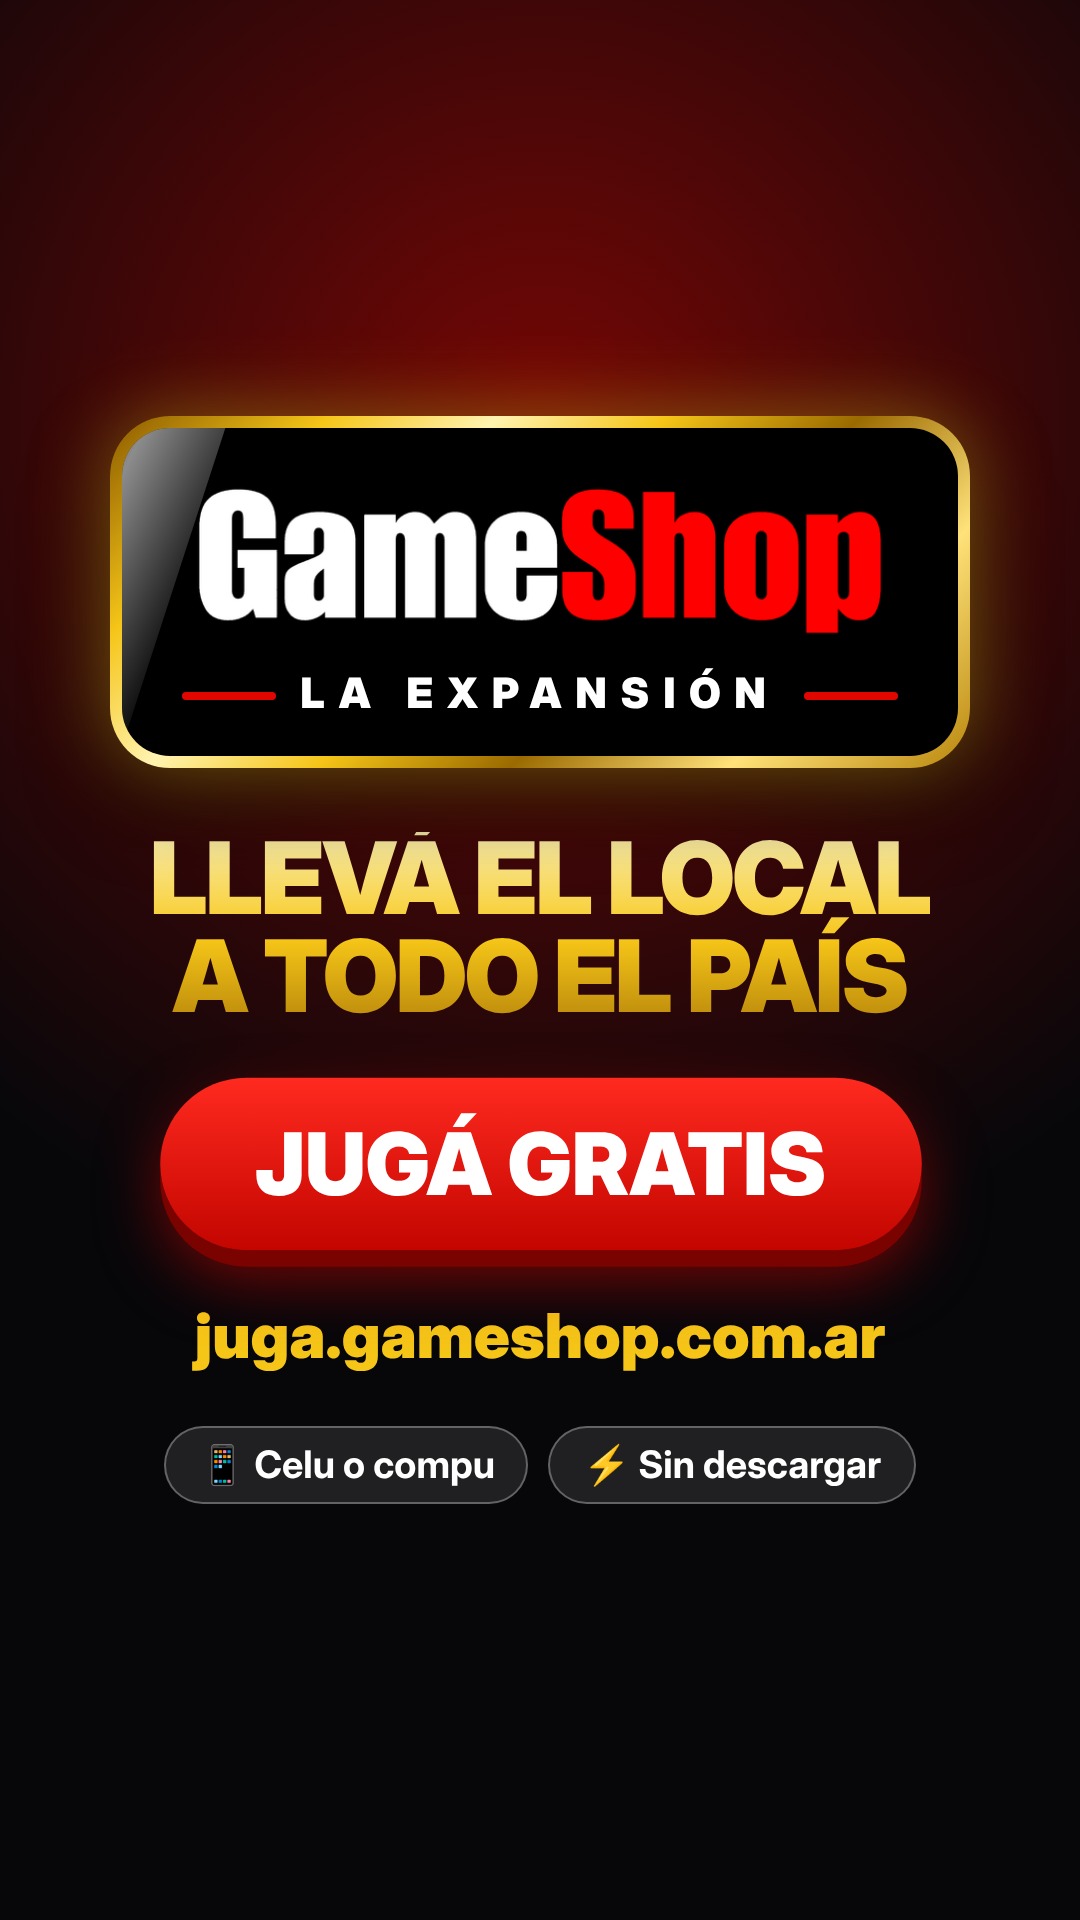 GameShop
LA EXPANSIÓN
LLEVÁ EL LOCAL
A TODO EL PAÍS
JUGÁ GRATIS
juga.gameshop.com.ar
📱 Celu o compu
⚡ Sin descargar